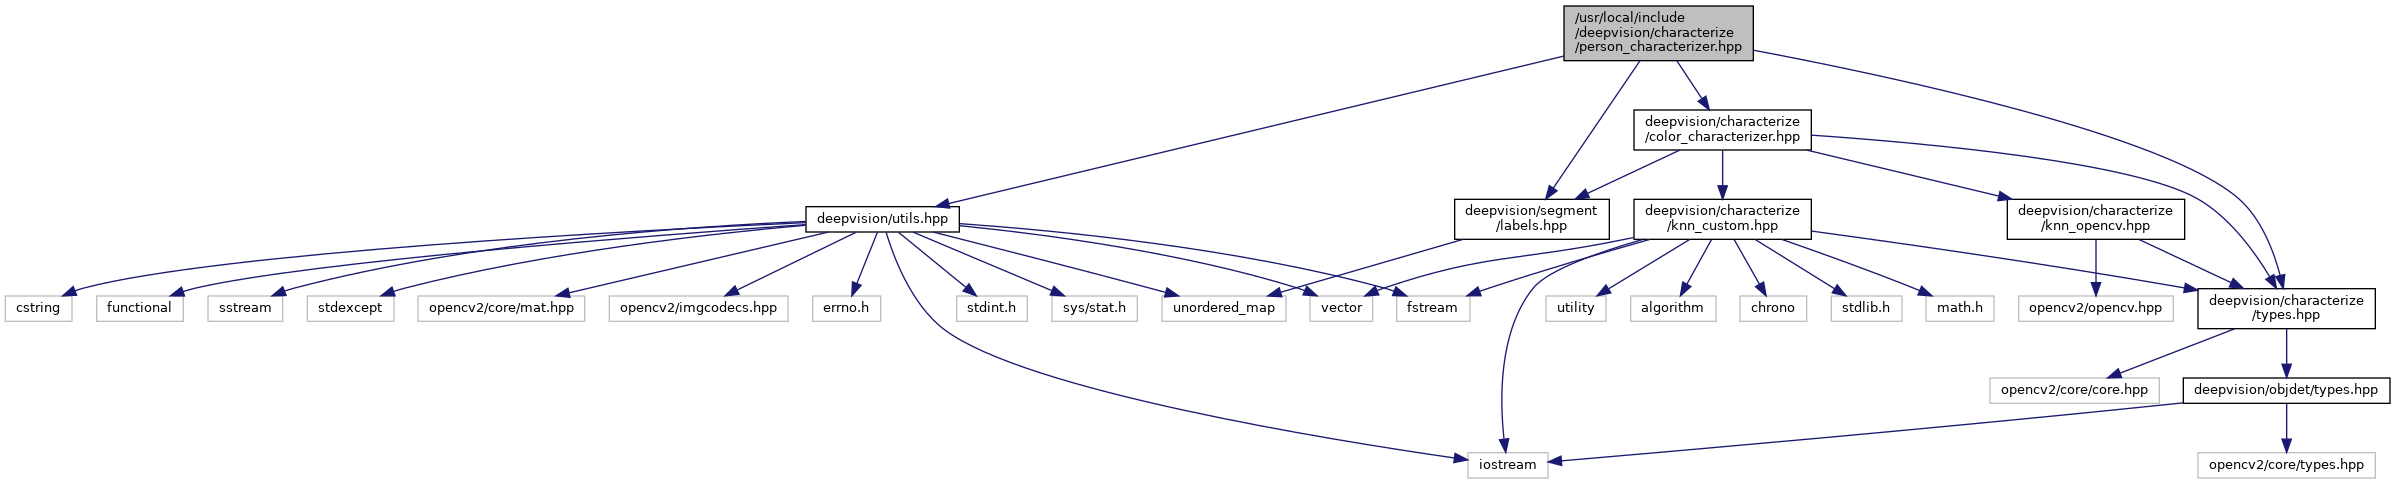 /usr/local/include
/deepvision/characterize
/person_characterizer.hpp
deepvision/characterize
/color_characterizer.hpp
deepvision/utils.hpp
deepvision/segment
/labels.hpp
deepvision/characterize
/knn_custom.hpp
deepvision/characterize
/knn_opencv.hpp
cstring
functional
sstream
stdexcept
opencv2/core/mat.hpp
opencv2/imgcodecs.hpp
errno.h
stdint.h
sys/stat.h
unordered_map
vector
fstream
utility
algorithm
chrono
stdlib.h
math.h
opencv2/opencv.hpp
deepvision/characterize
/types.hpp
opencv2/core/core.hpp
deepvision/objdet/types.hpp
iostream
opencv2/core/types.hpp